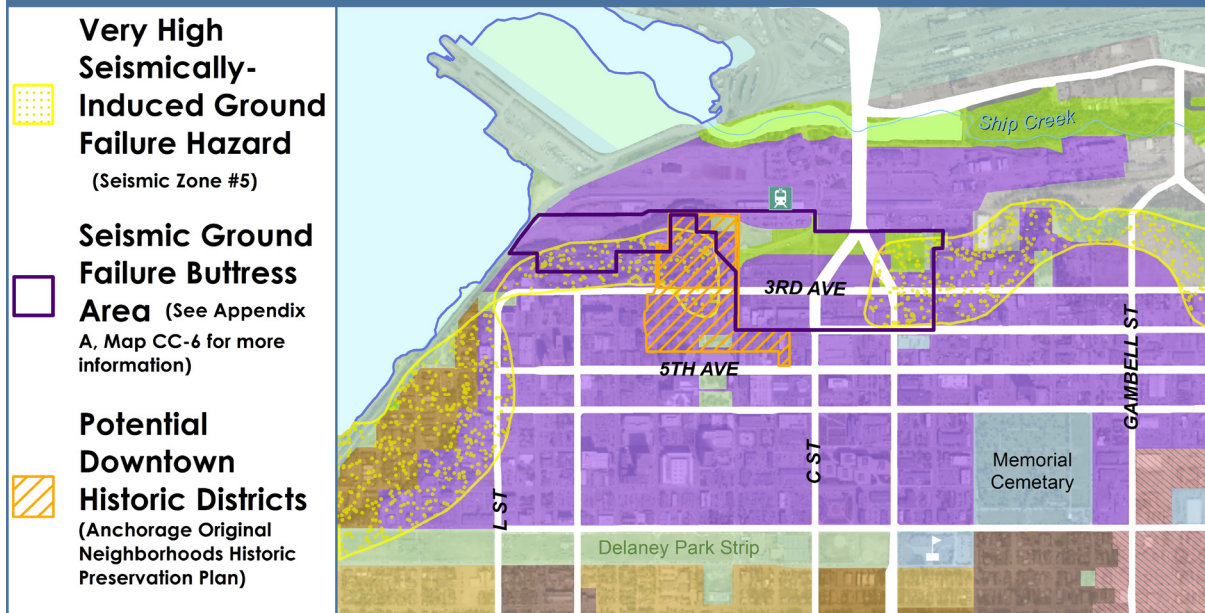 Very High
Seismically-
Induced Ground
Failure Hazard
(Seismic Zone #5)
Seismic Ground
Failure Buttress
Area (See Appendix
A, Map CC-6 for more
information)
Potential
Downtown
Historic Districts
(Anchorage Original
Neighborhoods Historic
Preservation Plan)
Ship Creek
3RD AVE
5TH AVE
GAMBELL ST
L ST
C ST
Memorial
Cemetary
Delaney Park Strip